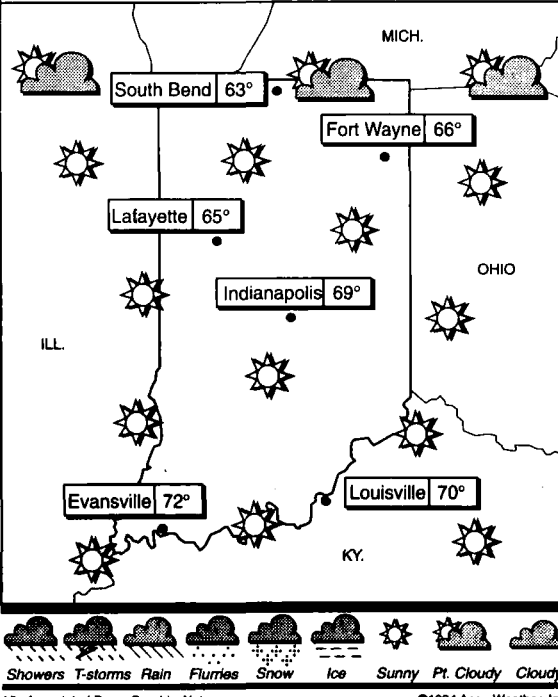 MICH.
South Bend 63°
Fort Wayne 66°
Lafayette 65°
OHIO
Indianapolis 69°
ILL.
Evansville 72°
Louisville 70°
KY.
Showers T-storms Rain Flurries Snow Ice Sunny Pt. Cloudy Cloud